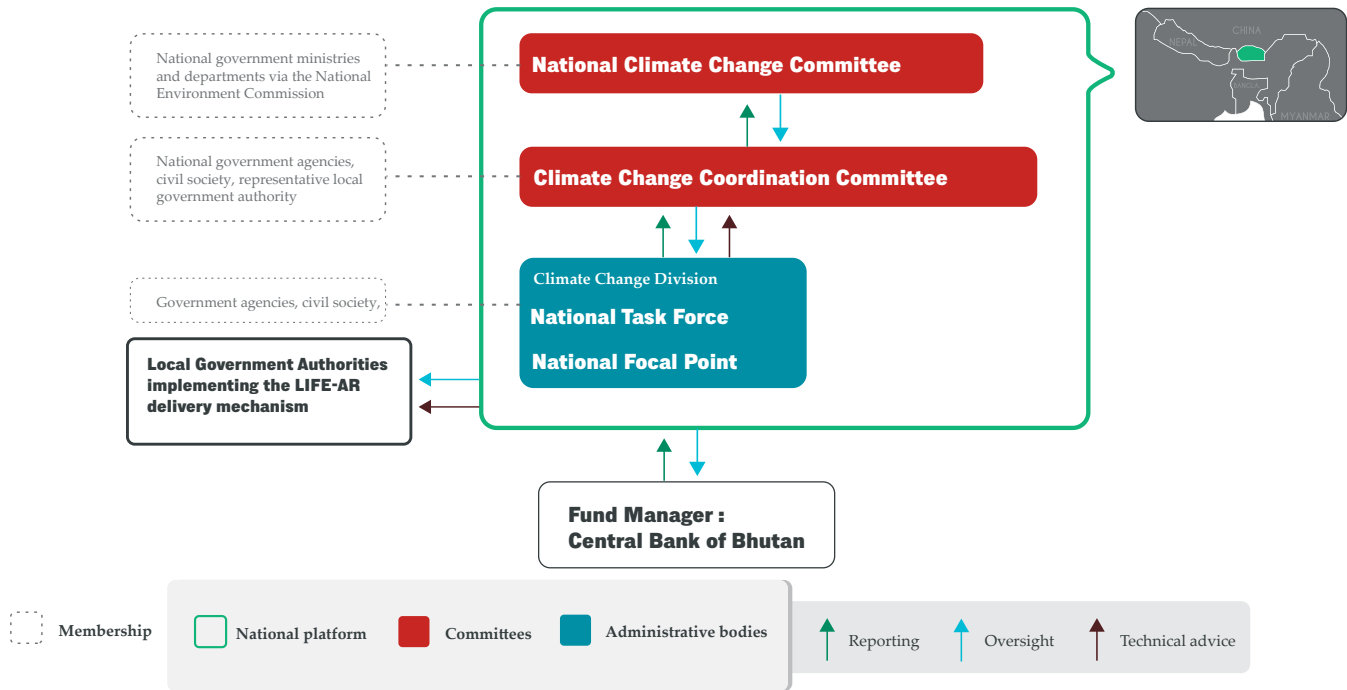 National government ministries
and departments via the National
Environment Commission
National Climate Change Committee
NEPAL
CHINA
BANGLA
MYANMAR
National government agencies,
civil society, representative local
government authority
Climate Change Coordination Committee
Climate Change Division
National Task Force
National Focal Point
Government agencies, civil society,
Local Government Authorities
implementing the LIFE-AR
delivery mechanism
Fund Manager :
Central Bank of Bhutan
Membership
National platform
Committees
Administrative bodies
Reporting
Oversight
Technical advice